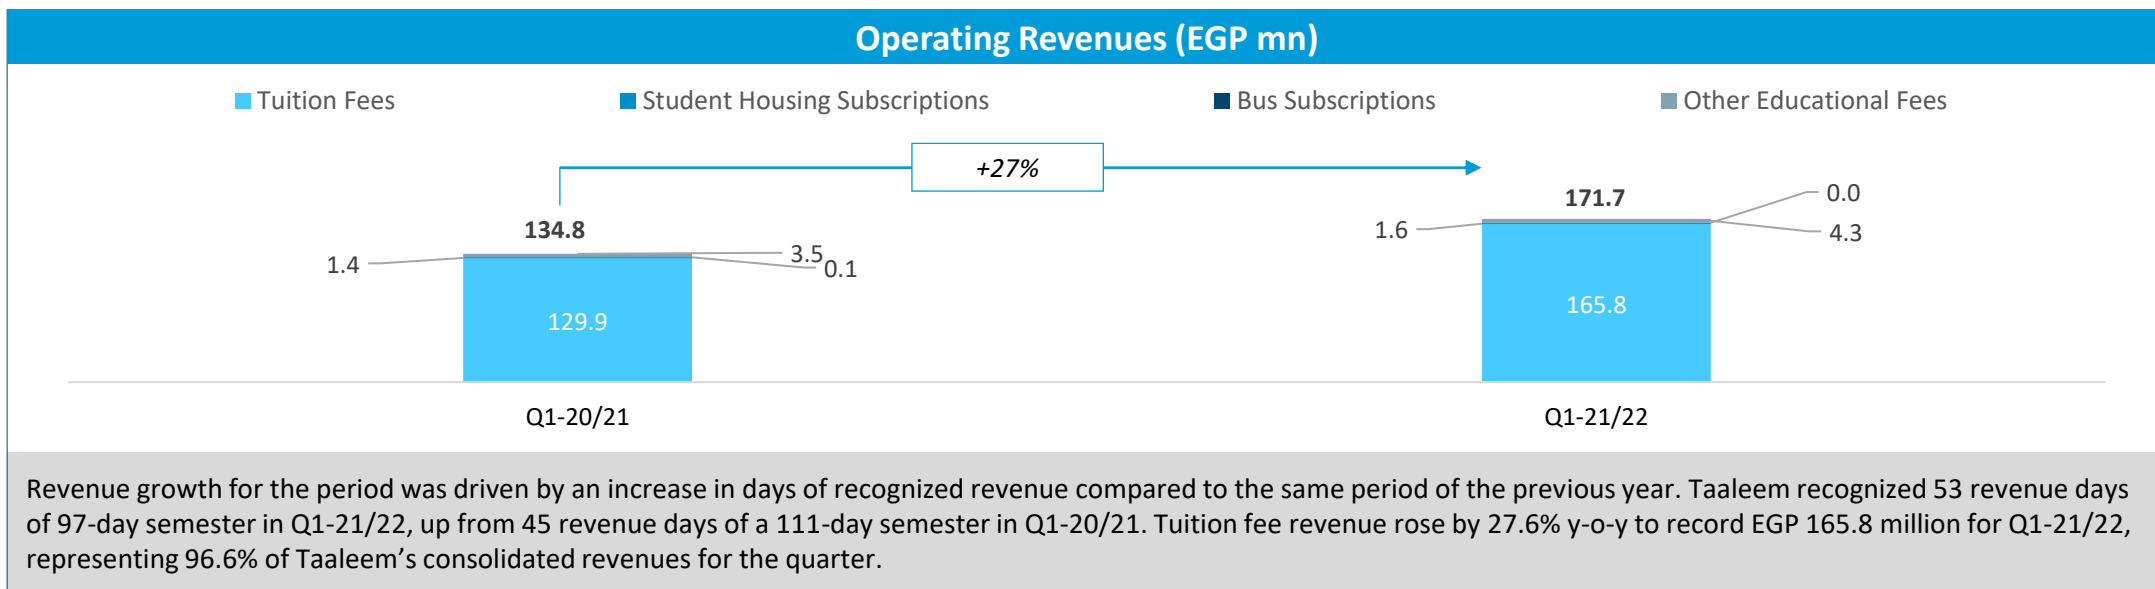 Operating Revenues (EGP mn)
Tuition Fees
Student Housing Subscriptions
Bus Subscriptions
Other Educational Fees
+27%
134.8
1.4
3.5
0.1
129.9
171.7
1.6
0.0
4.3
165.8
Q1-20/21
Q1-21/22
Revenue growth for the period was driven by an increase in days of recognized revenue compared to the same period of the previous year. Taaleem recognized 53 revenue days
of 97-day semester in Q1-21/22, up from 45 revenue days of a 111-day semester in Q1-20/21. Tuition fee revenue rose by 27.6% y-o-y to record EGP 165.8 million for Q1-21/22,
representing 96.6% of Taaleem’s consolidated revenues for the quarter.